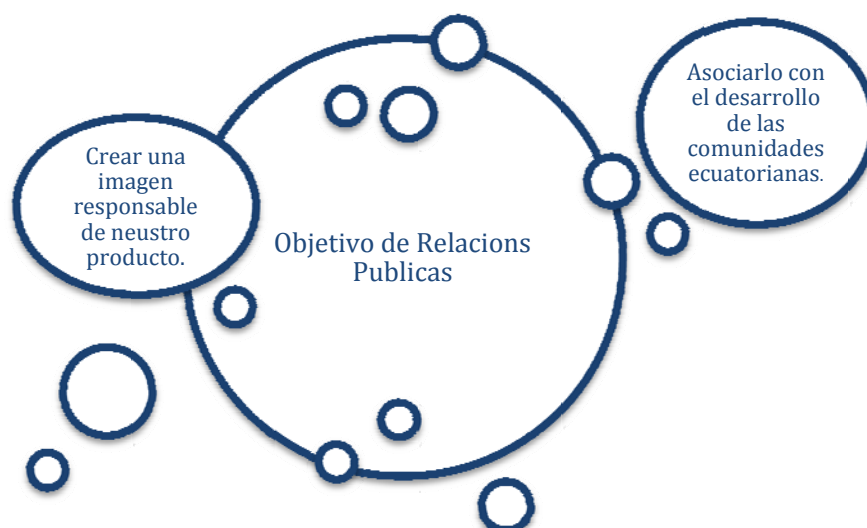 Crear una
imagen
responsable
de neustro
producto.
Objetivo de Relacions
Publicas
Asociarlo con
el desarrollo
de las
comunidades
ecuatorianas.